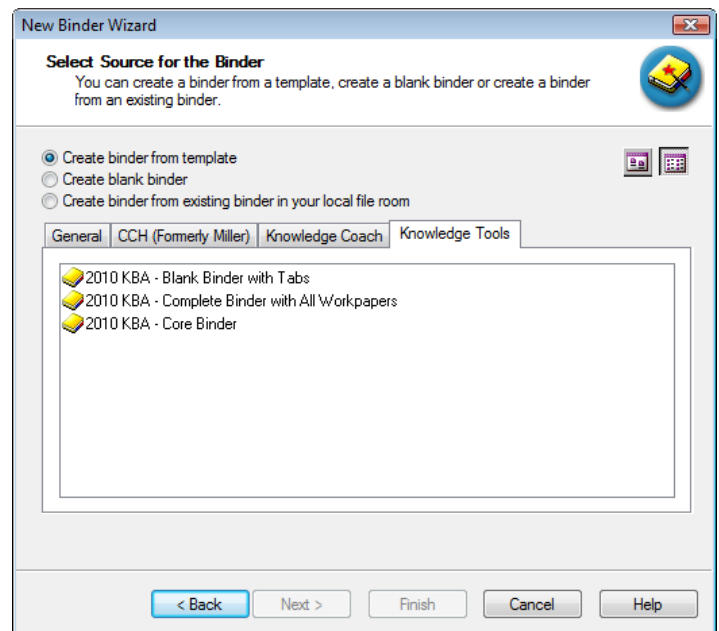 New Binder Wizard
Select Source for the Binder
You can create a binder from a template, create a blank binder or create a binder
from an existing binder.
Create binder from template
Create blank binder
Create binder from existing binder in your local file room
General CCH (Formerly Miller) Knowledge Coach Knowledge Tools
2010 KBA - Blank Binder with Tabs
2010 KBA - Complete Binder with All Workpapers
2010 KBA - Core Binder
< Back Next > Finish Cancel Help